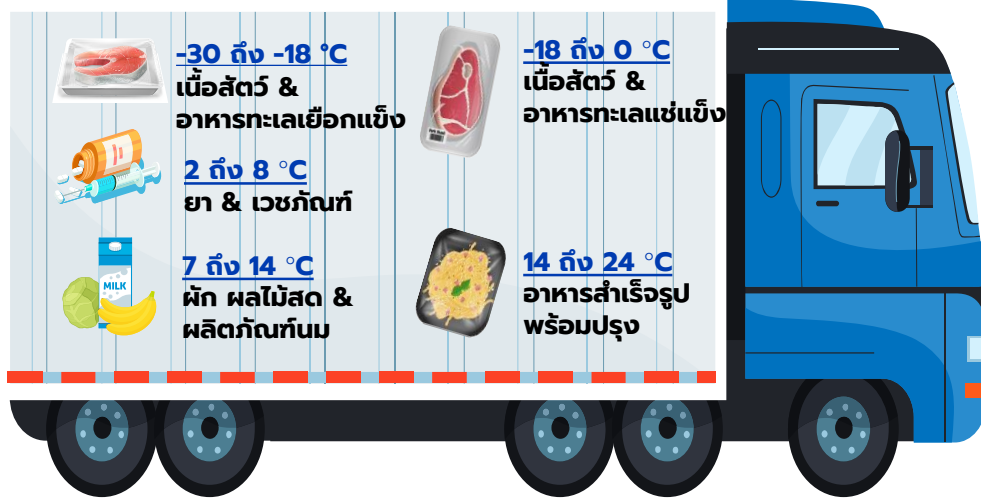 -30 ถึง -18 °C
เนื้อสัตว์ &
อาหารทะเลเยือกแข็ง
-18 ถึง 0 °C
เนื้อสัตว์ &
อาหารทะเลแช่แข็ง
2 ถึง 8 °C
ยา & เวชภัณฑ์
7 ถึง 14 °C
ผัก ผลไม้สด &
ผลิตภัณฑ์นม
MILK
14 ถึง 24 °C
อาหารสำเร็จรูป
พร้อมปรุง